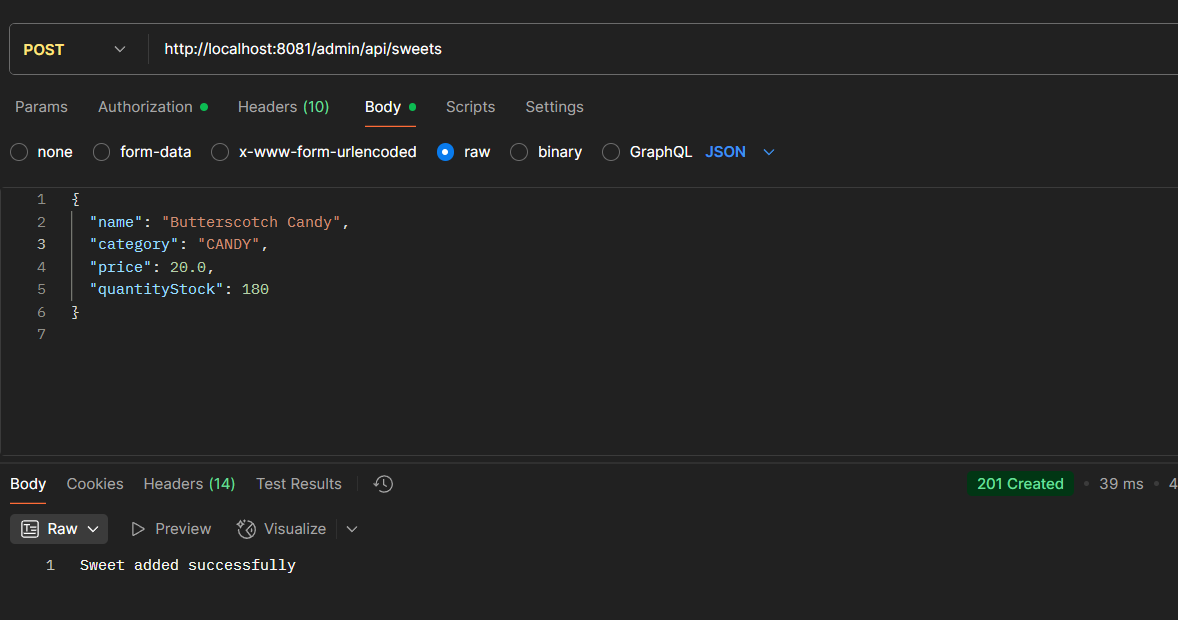 POST http://localhost:8081/admin/api/sweets
Params Authorization Headers (10) Body Scripts Settings
none form-data x-www-form-urlencoded raw binary GraphQL JSON
1 {
2 "name": "Butterscotch Candy",
3 "category": "CANDY",
4 "price": 20.0,
5 "quantityStock": 180
6 }
7
Body Cookies Headers (14) Test Results 201 Created • 39 ms • 4
Raw Preview Visualize
1 Sweet added successfully